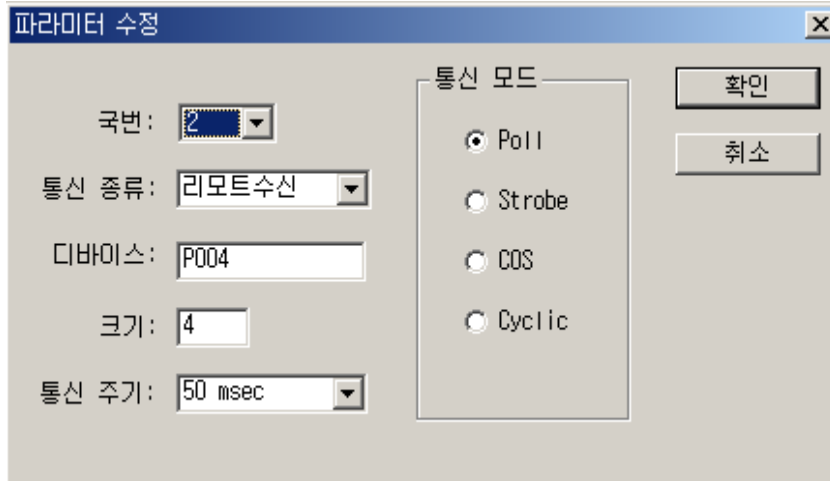 파라미터 수정
국번: 2
통신 종류: 리모트수신
디바이스: P004
크기: 4
통신 주기: 50 msec
통신 모드
Poll
Strobe
COS
Cyclic
확인
취소